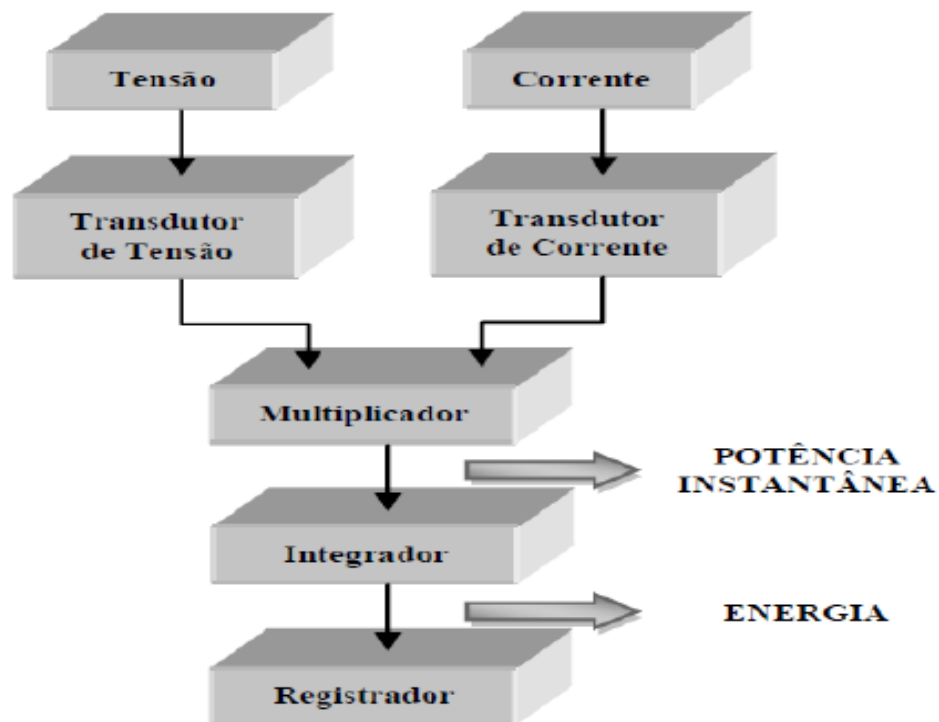 Tensão
Corrente
Transdutor
de Tensão
Transdutor
de Corrente
Multiplicador
POTÊNCIA
INSTANTÂNEA
Integrador
ENERGIA
Registrador